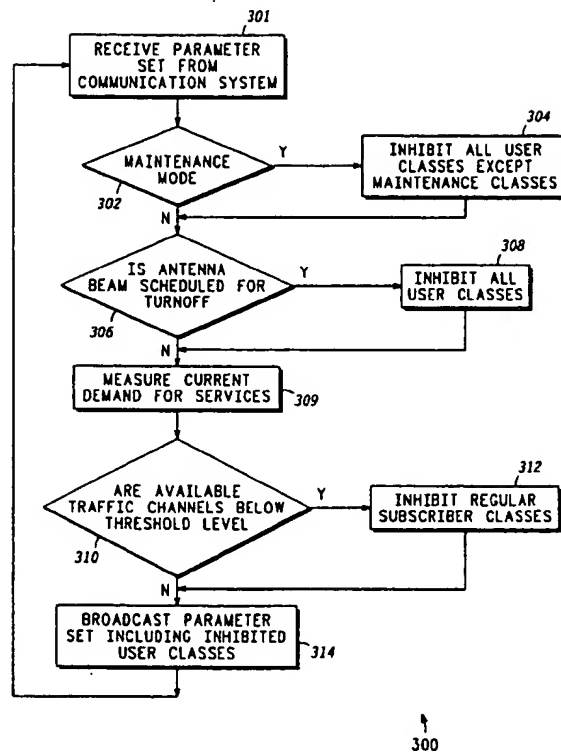 301
RECEIVE PARAMETER
SET FROM
COMMUNICATION SYSTEM
MAINTENANCE
MODE
302
Y
N
304
INHIBIT ALL USER
CLASSES EXCEPT
MAINTENANCE CLASSES
IS ANTENNA
BEAM SCHEDULED FOR
TURNOFF
306
Y
N
308
INHIBIT ALL
USER CLASSES
MEASURE CURRENT
DEMAND FOR SERVICES
309
ARE AVAILABLE
TRAFFIC CHANNELS BELOW
THRESHOLD LEVEL
310
Y
N
312
INHIBIT REGULAR
SUBSCRIBER CLASSES
BROADCAST PARAMETER
SET INCLUDING INHIBITED
USER CLASSES
314
300